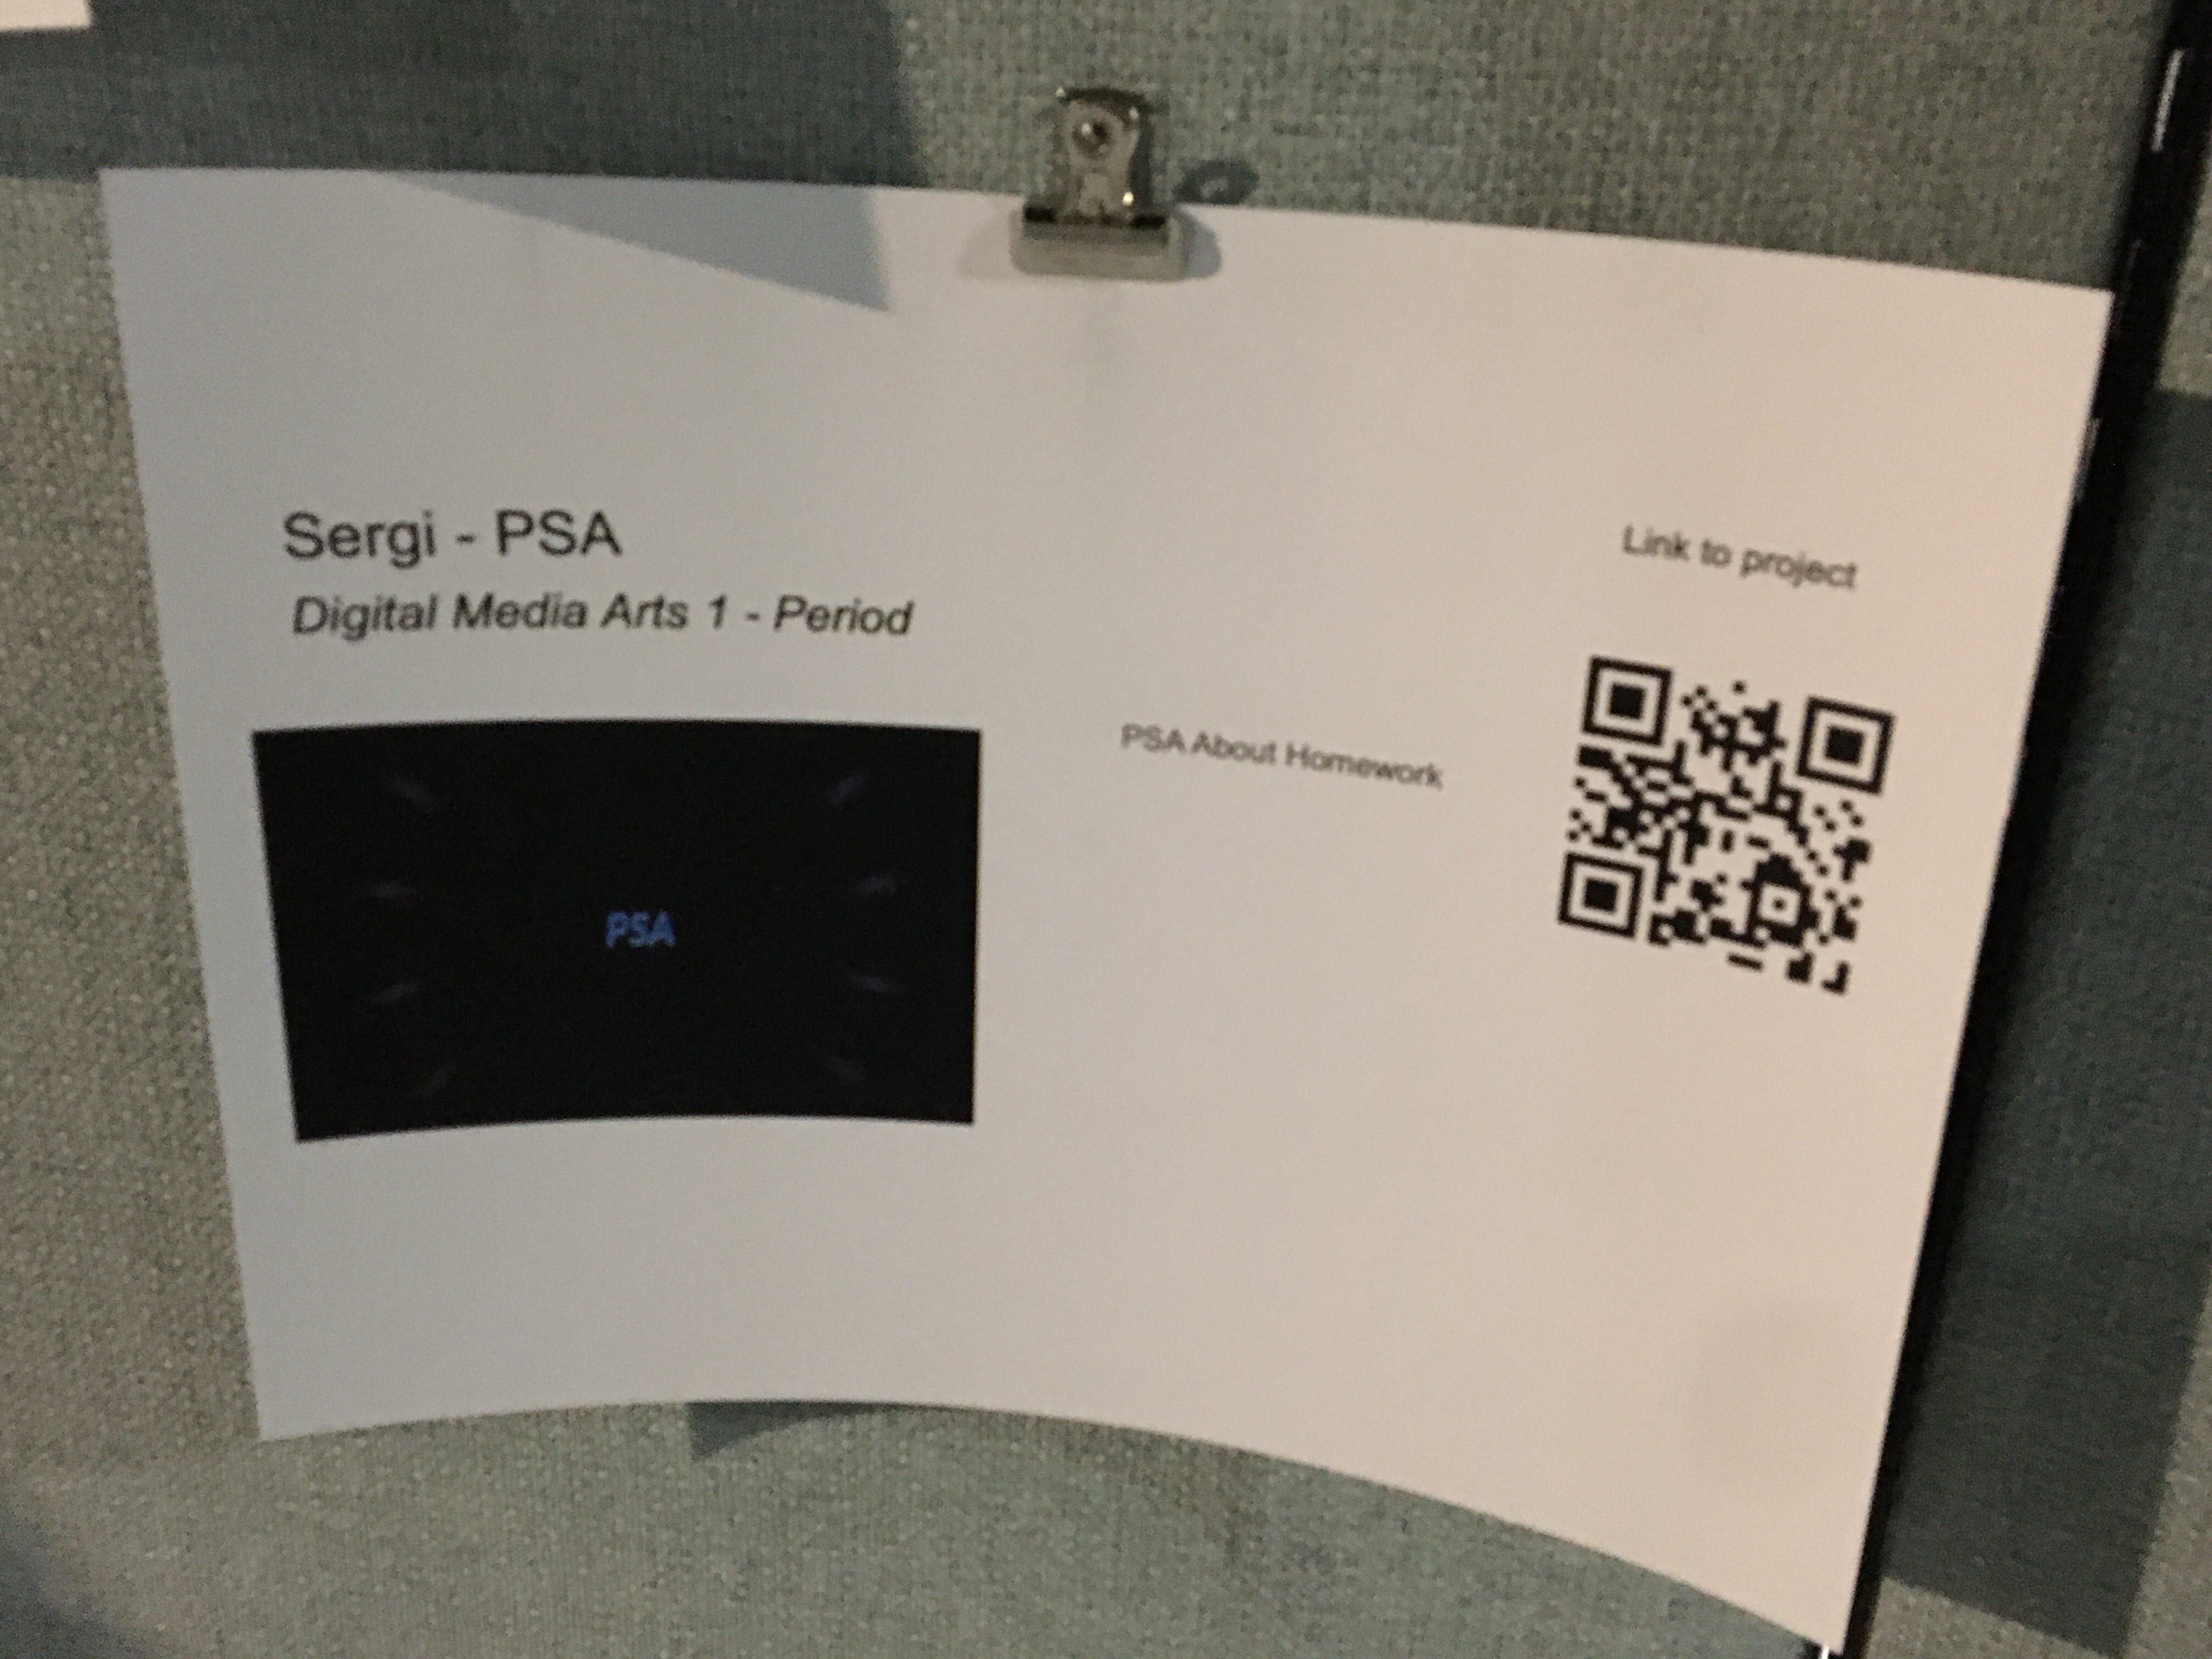 Sergi - PSA
Digital Media Arts 1 - Period
PSA
PSA About Homework
Link to project